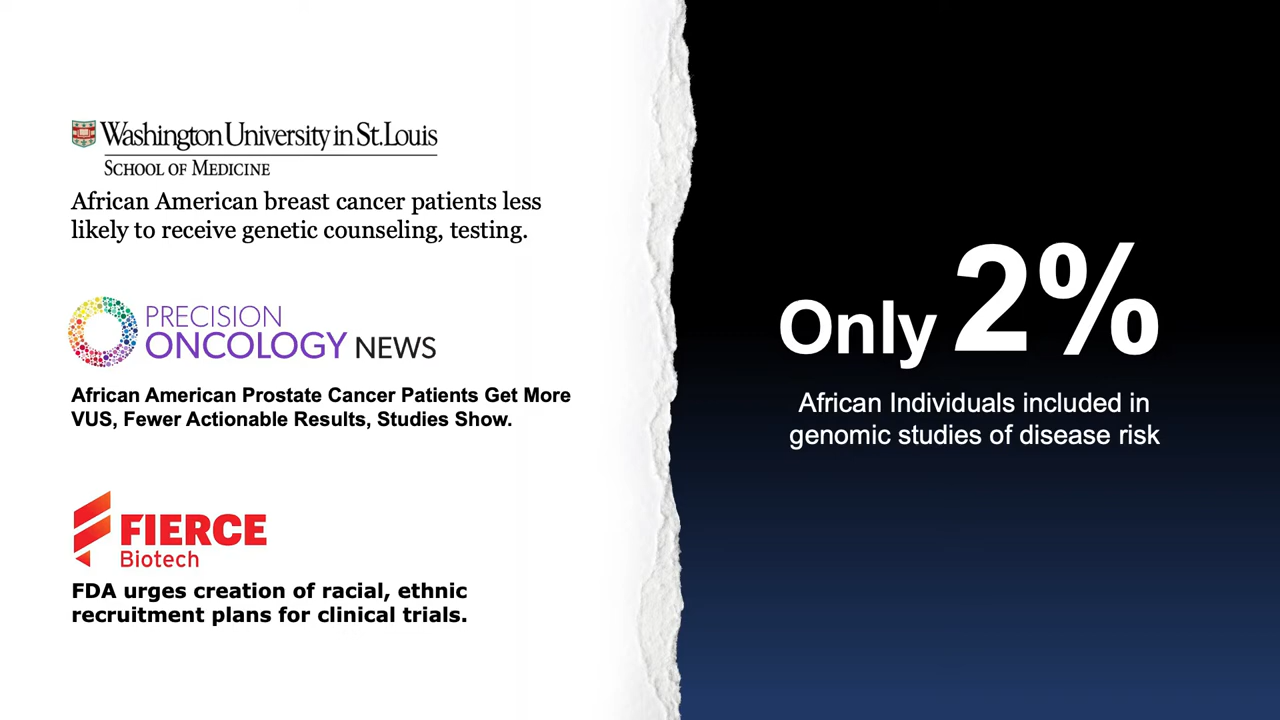 Washington University in St. Louis
SCHOOL OF MEDICINE
African American breast cancer patients less
likely to receive genetic counseling, testing.
PRECISION
ONCOLOGY NEWS
African American Prostate Cancer Patients Get More
VUS, Fewer Actionable Results, Studies Show.
FIERCE
Biotech
FDA urges creation of racial, ethnic
recruitment plans for clinical trials.
Only 2%
African Individuals included in
genomic studies of disease risk